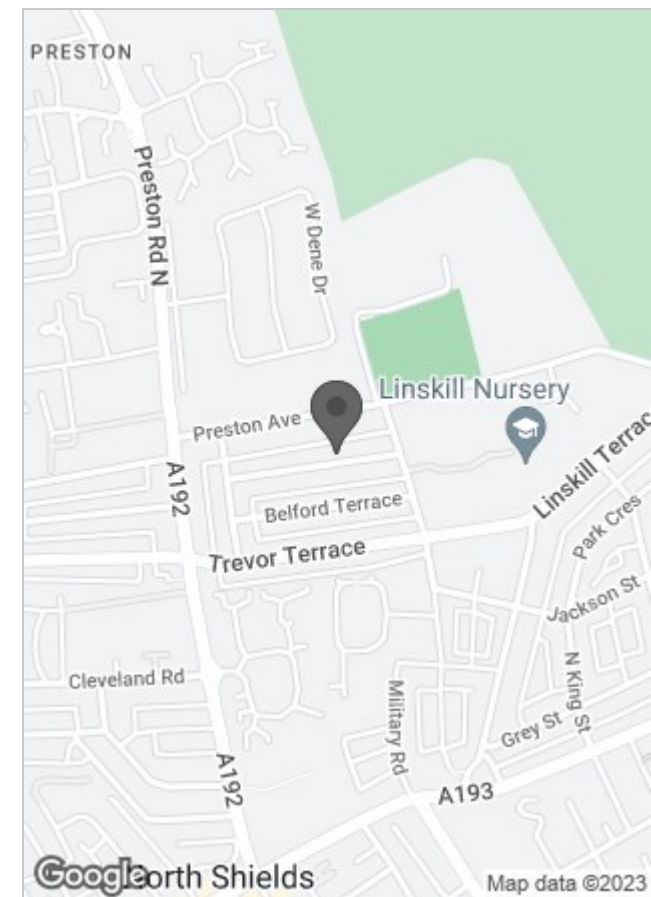 PRESTON
Preston Rd N
W Dene Dr
Linskill Nursery
Preston Ave
A192
Linskill Terrac
Belford Terrace
Trevor Terrace
Park Cres
Jackson St
Cleveland Rd
N King St
Military Rd
Grey St
A192
A193
Google
orth Shields
Map data ©2023